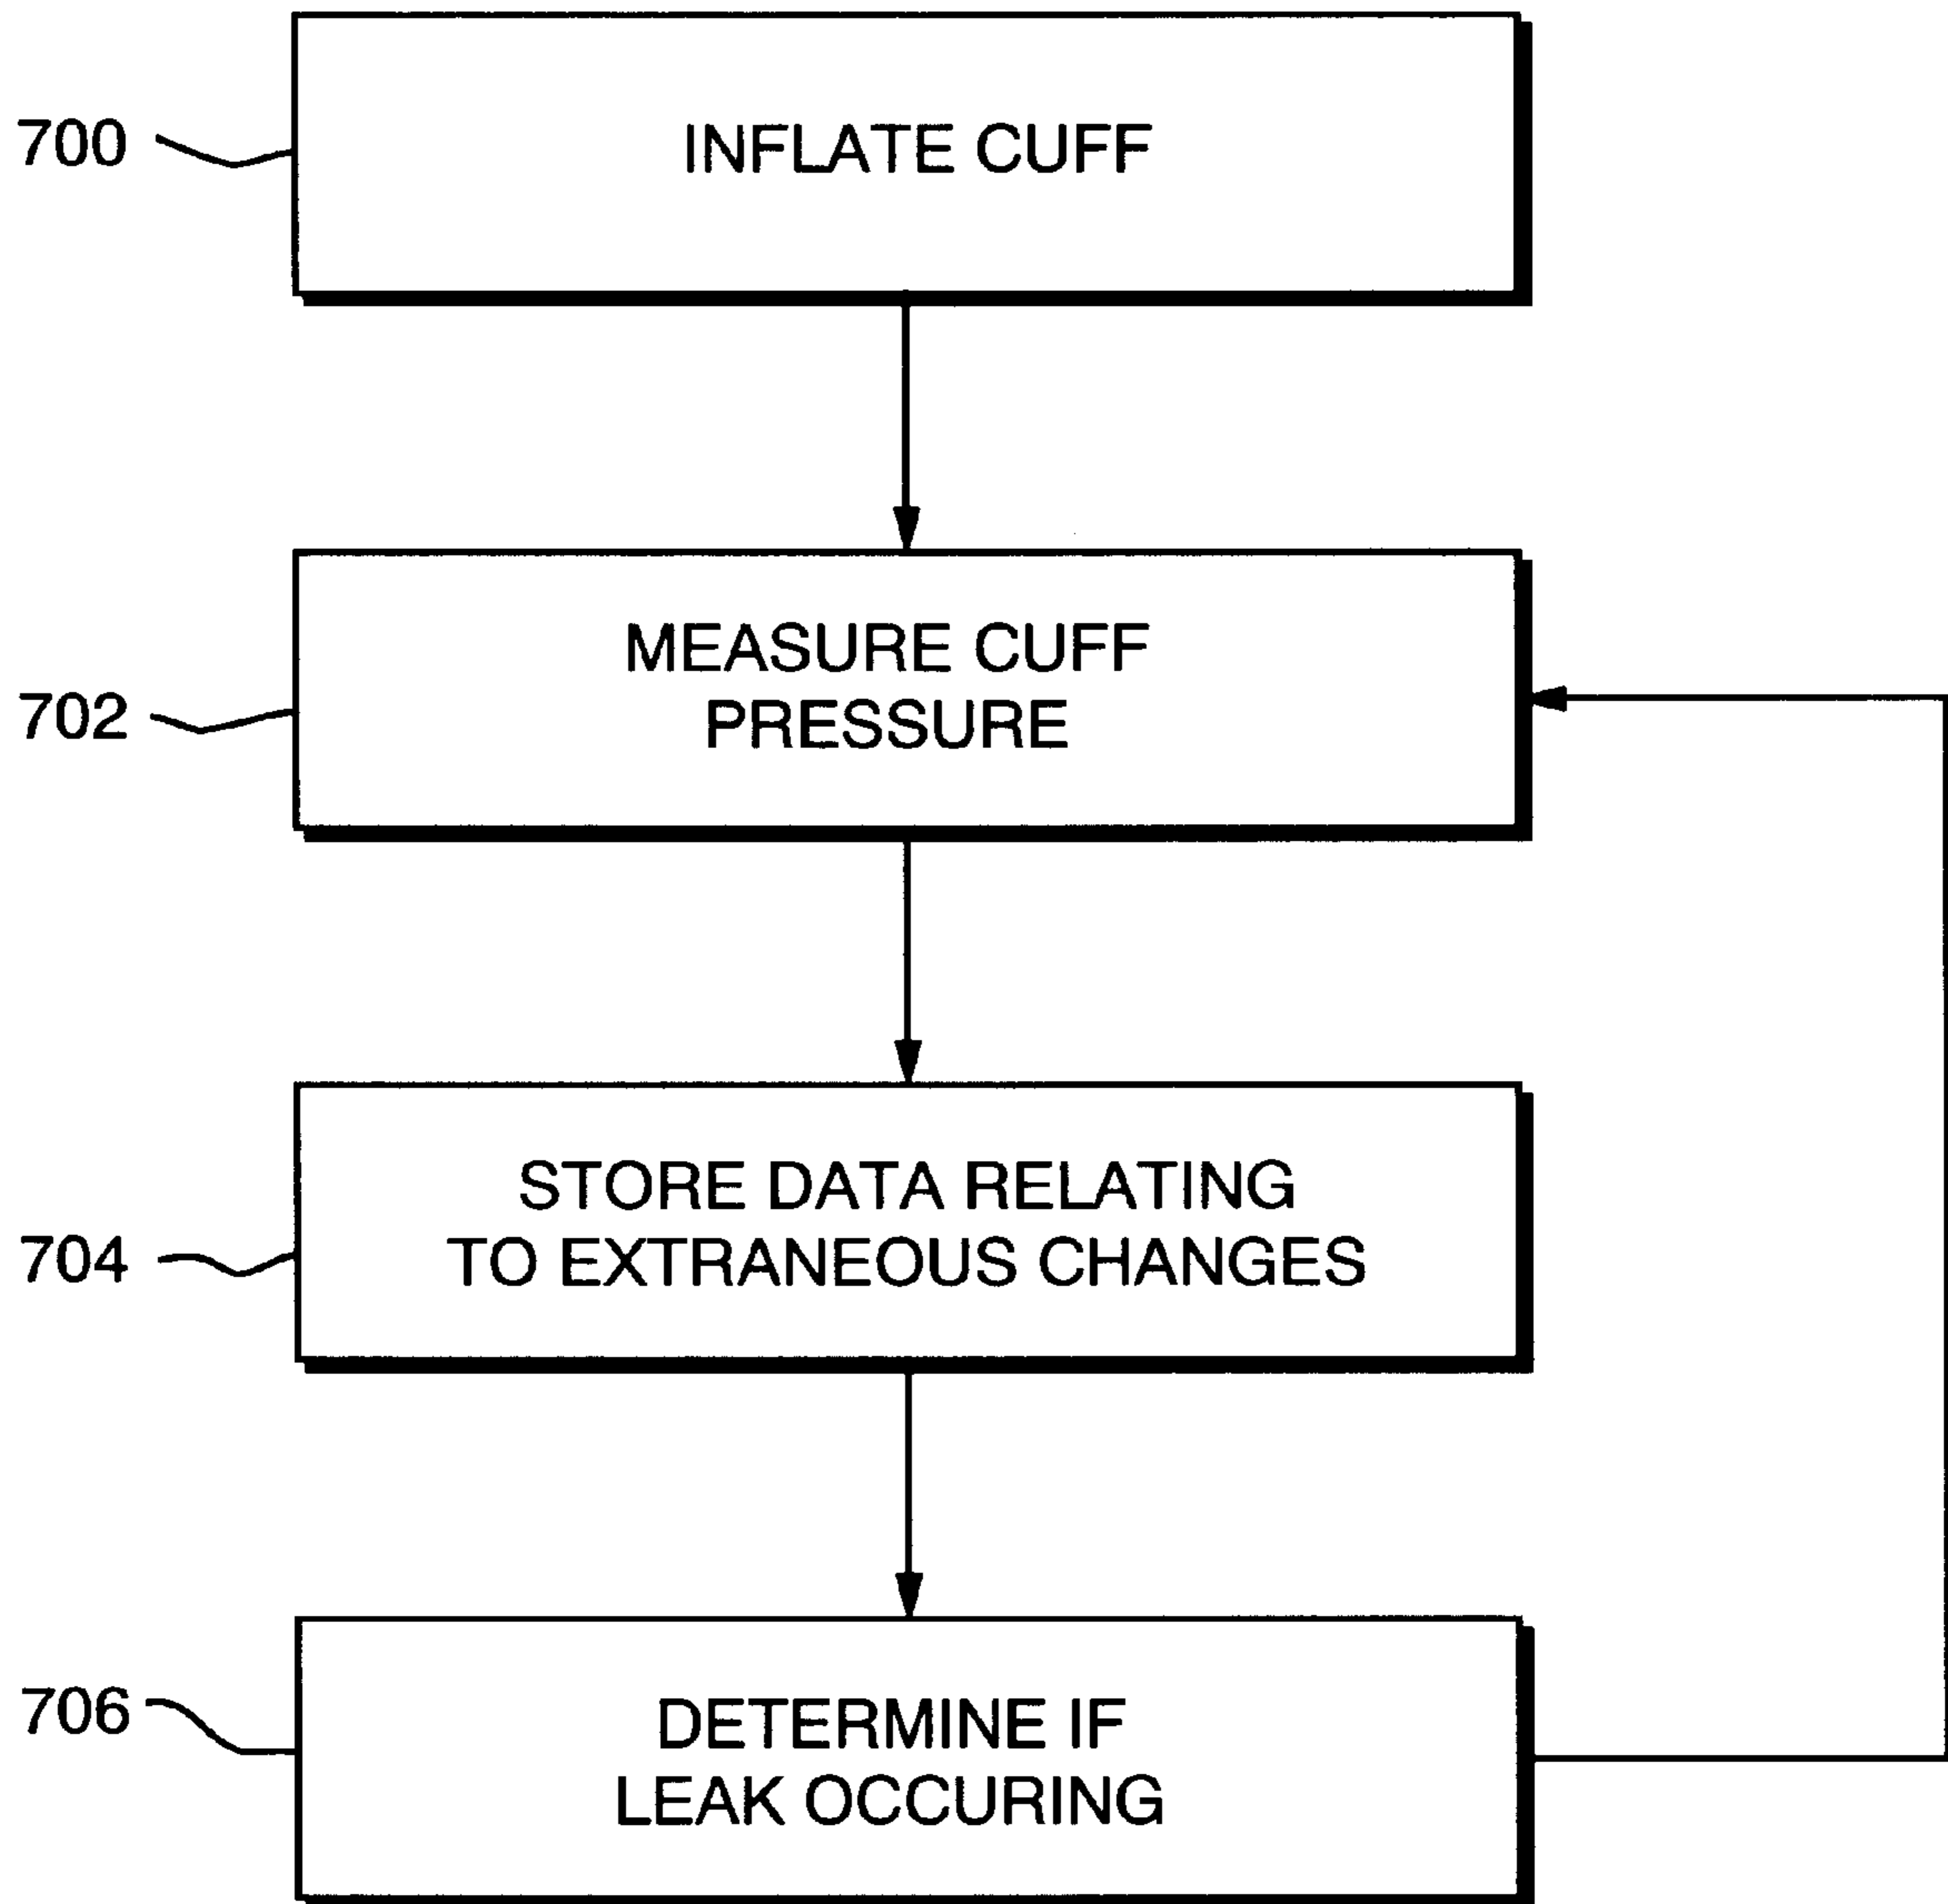 700
INFLATE CUFF
702
MEASURE CUFF
PRESSURE
704
STORE DATA RELATING
TO EXTRANEOUS CHANGES
706
DETERMINE IF
LEAK OCCURING